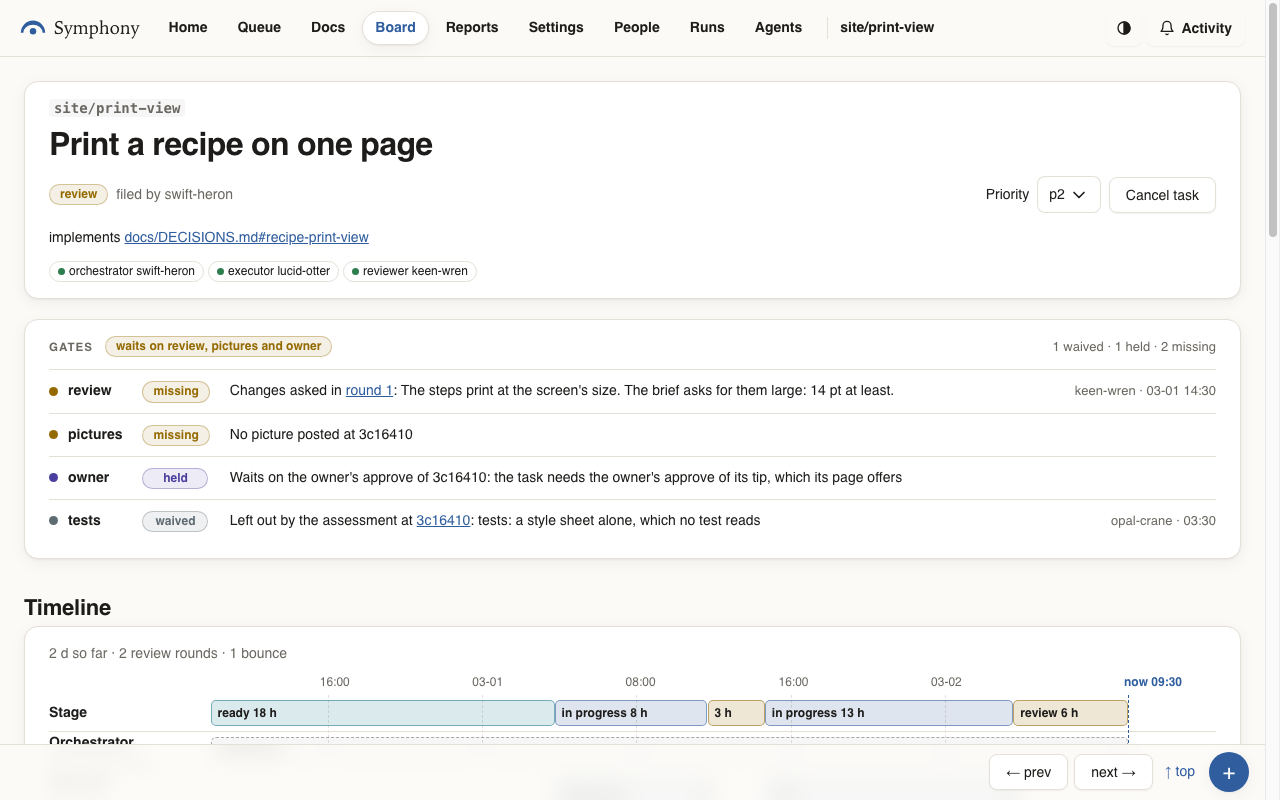 Symphony Home Queue Docs Board Reports Settings People Runs Agents site/print-view Activity
site/print-view
Print a recipe on one page
review filed by swift-heron Priority p2 Cancel task
implements docs/DECISIONS.md#recipe-print-view
orchestrator swift-heron executor lucid-otter reviewer keen-wren
GATES waits on review, pictures and owner 1 waived · 1 held · 2 missing
review missing Changes asked in round 1: The steps print at the screen's size. The brief asks for them large: 14 pt at least. keen-wren · 03-01 14:30
pictures missing No picture posted at 3c16410
owner held Waits on the owner's approve of 3c16410: the task needs the owner's approve of its tip, which its page offers
tests waived Left out by the assessment at 3c16410: tests: a style sheet alone, which no test reads opal-crane · 03:30
Timeline
2 d so far · 2 review rounds · 1 bounce
16:00 03-01 08:00 16:00 03-02 now 09:30
Stage ready 18 h in progress 8 h 3 h in progress 13 h review 6 h
Orchestrator
← prev next → ↑ top +